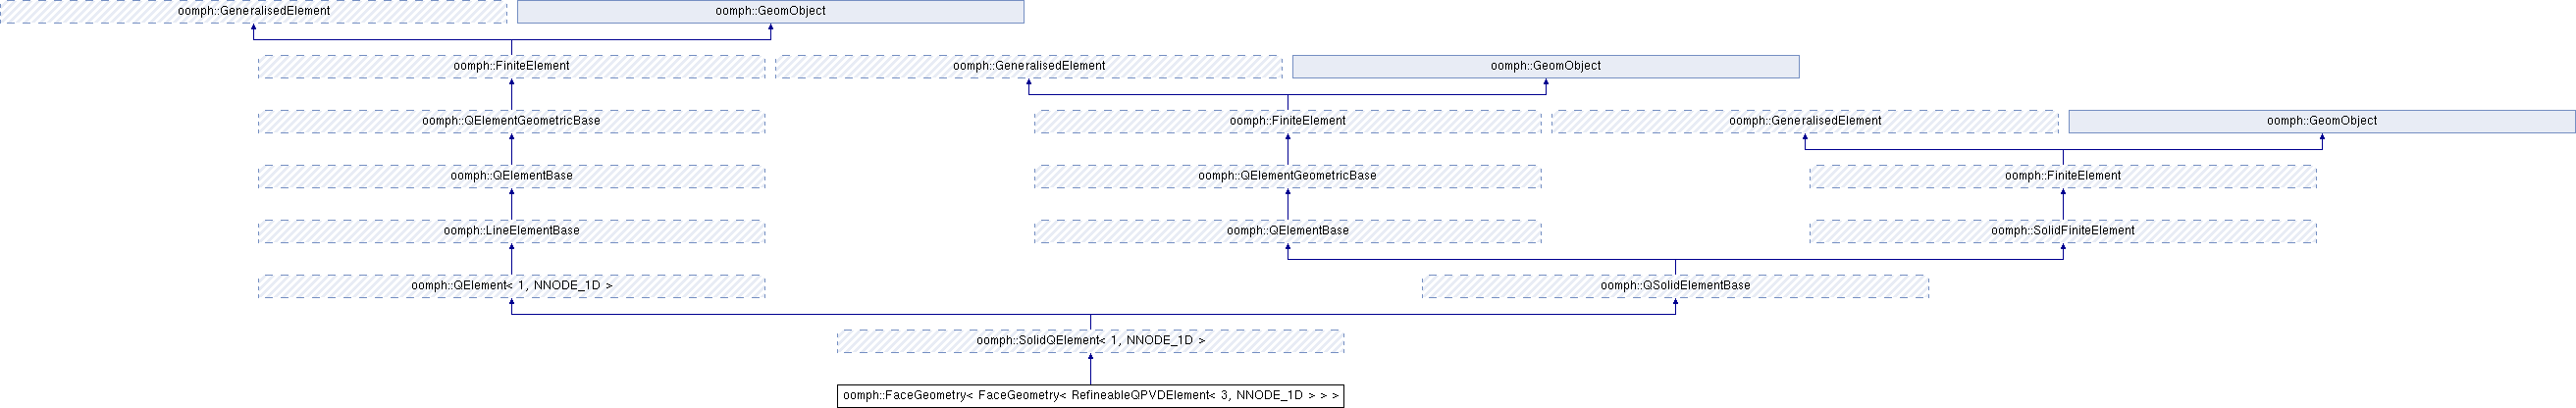 oomph::GeneralisedElement
oomph::GeomObject
oomph::FiniteElement
oomph::GeneralisedElement
oomph::GeomObject
oomph::QElementGeometricBase
oomph::FiniteElement
oomph::GeneralisedElement
oomph::GeomObject
oomph::QElementBase
oomph::QElementGeometricBase
oomph::FiniteElement
oomph::LineElementBase
oomph::QElementBase
oomph::SolidFiniteElement
oomph::QElement< 1, NNODE_1D >
oomph::QSolidElementBase
oomph::SolidQElement< 1, NNODE_1D >
oomph::FaceGeometry< FaceGeometry< RefineableQPVDElement< 3, NNODE_1D > > >